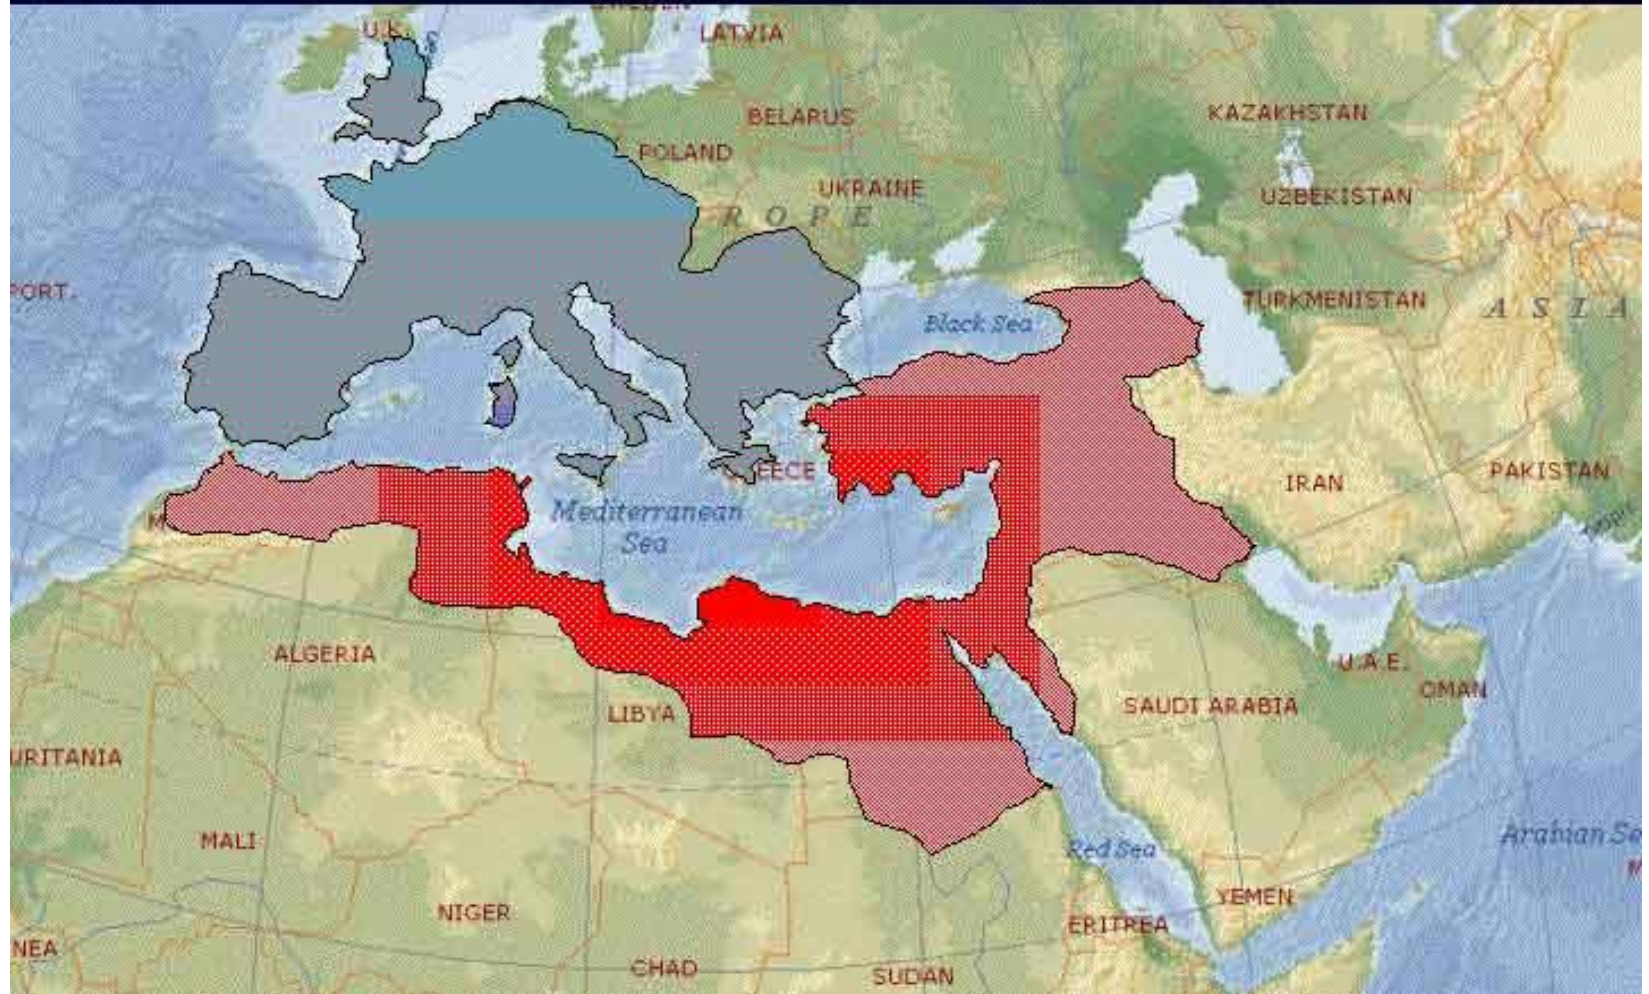 U.K.
LATVIA
BELARUS
KAZAKHSTAN
POLAND
UKRAINE
UZBEKISTAN
ROPE
PORT.
TURKMENISTAN
ASIA
Black Sea
EECE
IRAN
PAKISTAN
Mediterranean
Sea
M
ALGERIA
U.A.E.
OMAN
LIBYA
SAUDI ARABIA
URITANIA
MALI
Red Sea
Arabian Se
M
NIGER
YEMEN
ERITREA
NEA
CHAD
SUDAN